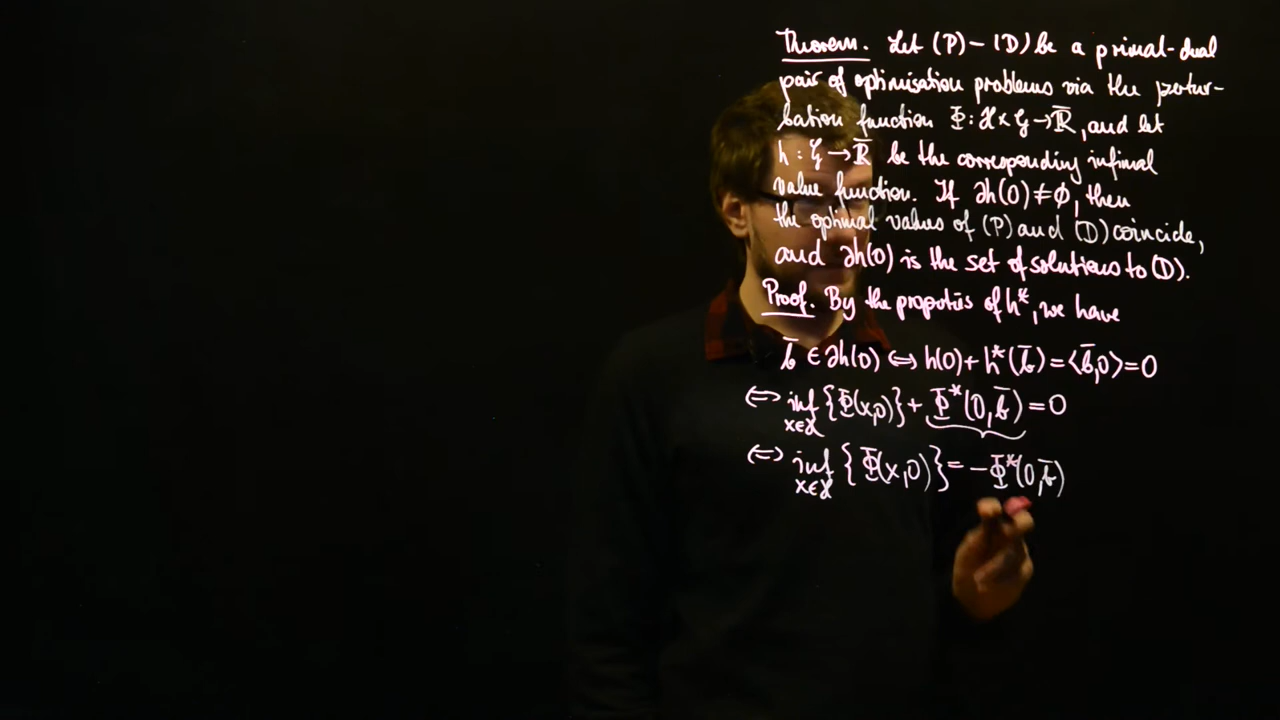 Theorem. Let (P)-(D) be a primal-dual
pair of optimisation problems via the pertur-
bation function Φ: X×G→R̅, and let
h: G→R̅ be the corresponding infimal
value function. If ∂h(0)≠∅, then
the optimal values of (P) and (D) coincide,
and ∂h(0) is the set of solutions to (D).
Proof. By the properties of h*, we have
b̄ ∈ ∂h(0) ⇔ h(0)+h*(b̄)=⟨b̄,0⟩=0
⇔ inf_{x∈X} {Φ(x,0)} + Φ*(0,b̄) = 0
⇔ inf_{x∈X} {Φ(x,0)} = -Φ*(0,b̄)